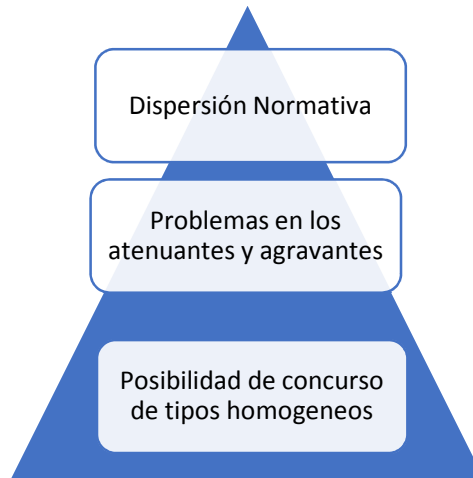 Dispersión Normativa
Problemas en los
atenuantes y agravantes
Posibilidad de concurso
de tipos homogeneos